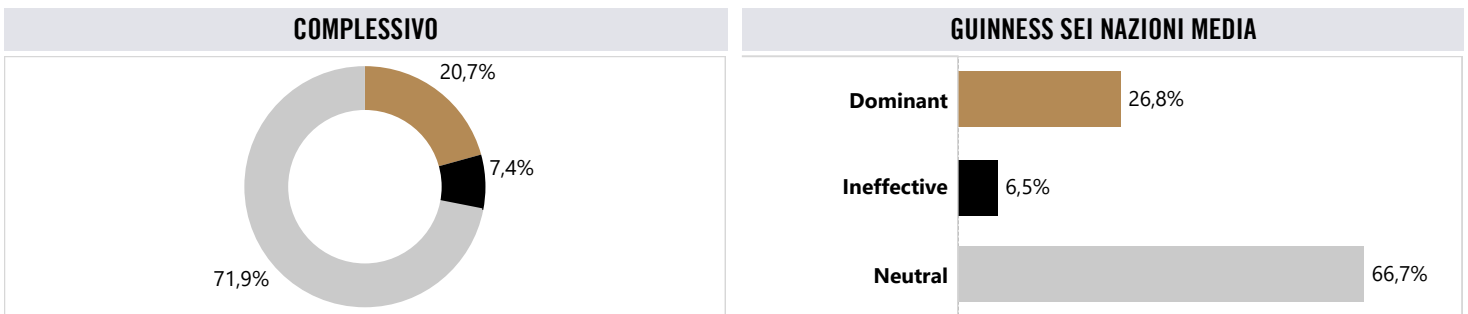 COMPLESSIVO
20,7%
7,4%
71,9%
GUINNESS SEI NAZIONI MEDIA
Dominant 26,8%
Ineffective 6,5%
Neutral 66,7%